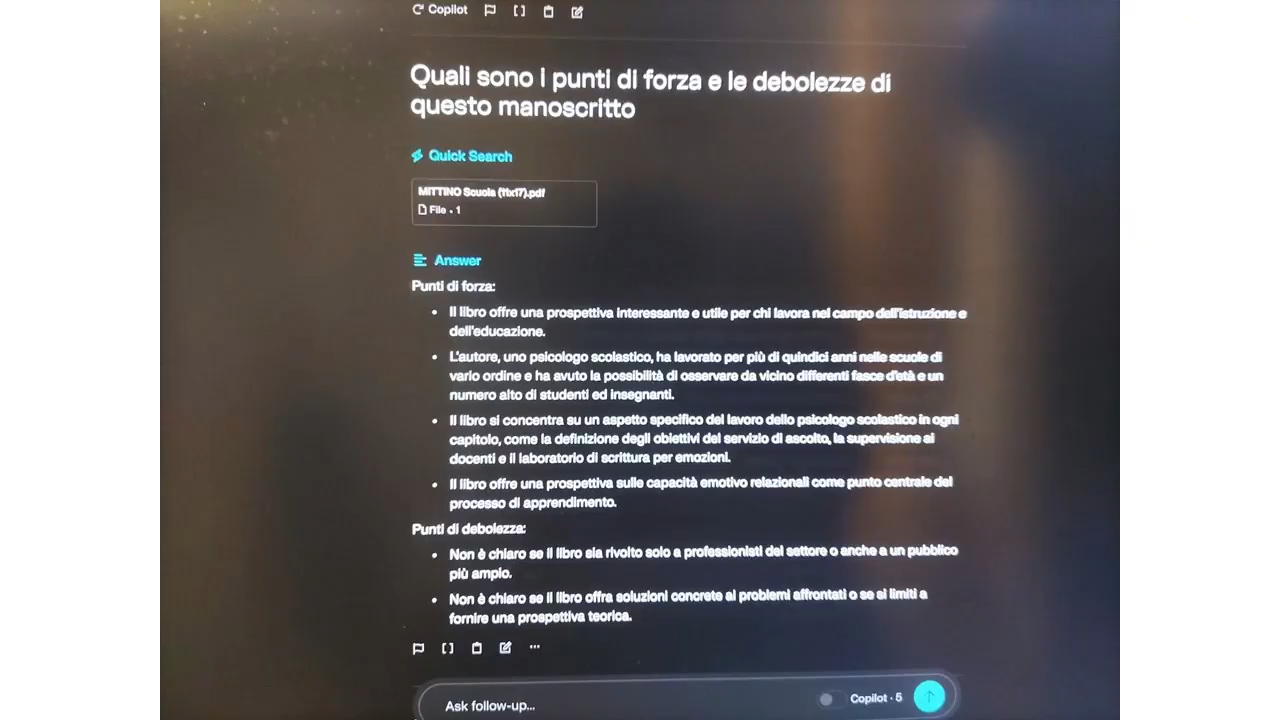 Copilot
Quali sono i punti di forza e le debolezze di
questo manoscritto
Quick Search
MITTINO Scuola (11x17).pdf
File • 1
Answer
Punti di forza:
• Il libro offre una prospettiva interessante e utile per chi lavora nel campo dell'istruzione e
dell'educazione.
• L'autore, uno psicologo scolastico, ha lavorato per più di quindici anni nelle scuole di
vario ordine e ha avuto la possibilità di osservare da vicino differenti fasce d'età e un
numero alto di studenti ed insegnanti.
• Il libro si concentra su un aspetto specifico del lavoro dello psicologo scolastico in ogni
capitolo, come la definizione degli obiettivi del servizio di ascolto, la supervisione ai
docenti e il laboratorio di scrittura per emozioni.
• Il libro offre una prospettiva sulle capacità emotivo relazionali come punto centrale del
processo di apprendimento.
Punti di debolezza:
• Non è chiaro se il libro sia rivolto solo a professionisti del settore o anche a un pubblico
più ampio.
• Non è chiaro se il libro offra soluzioni concrete ai problemi affrontati o se si limiti a
fornire una prospettiva teorica.
Ask follow-up... Copilot • 5